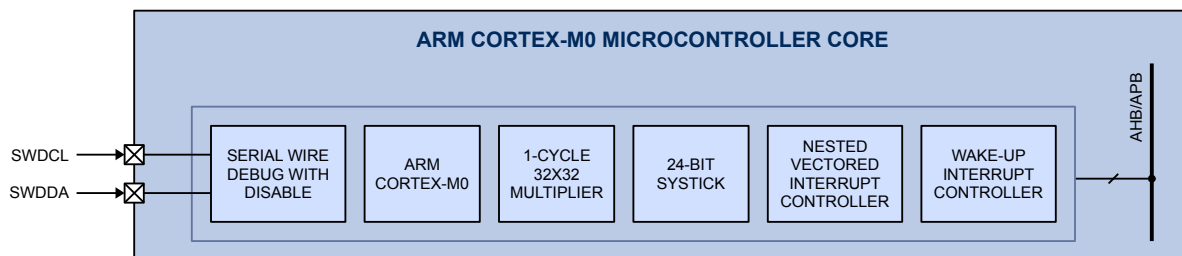 ARM CORTEX-M0 MICROCONTROLLER CORE
AHB/APB
SWDCL
SWDDA
SERIAL WIRE
DEBUG WITH
DISABLE
ARM
CORTEX-M0
1-CYCLE
32X32
MULTIPLIER
24-BIT
SYSTICK
NESTED
VECTORED
INTERRUPT
CONTROLLER
WAKE-UP
INTERRUPT
CONTROLLER